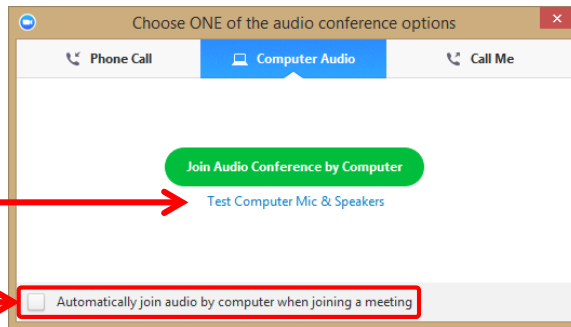 Choose ONE of the audio conference options
Phone Call Computer Audio Call Me
Join Audio Conference by Computer
Test Computer Mic & Speakers
Automatically join audio by computer when joining a meeting